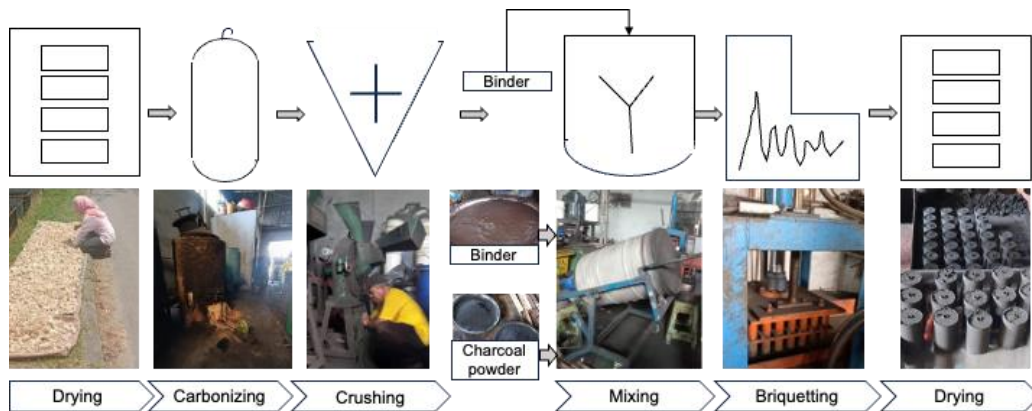 Binder
Binder
Charcoal
powder
Drying
Carbonizing
Crushing
Mixing
Briquetting
Drying